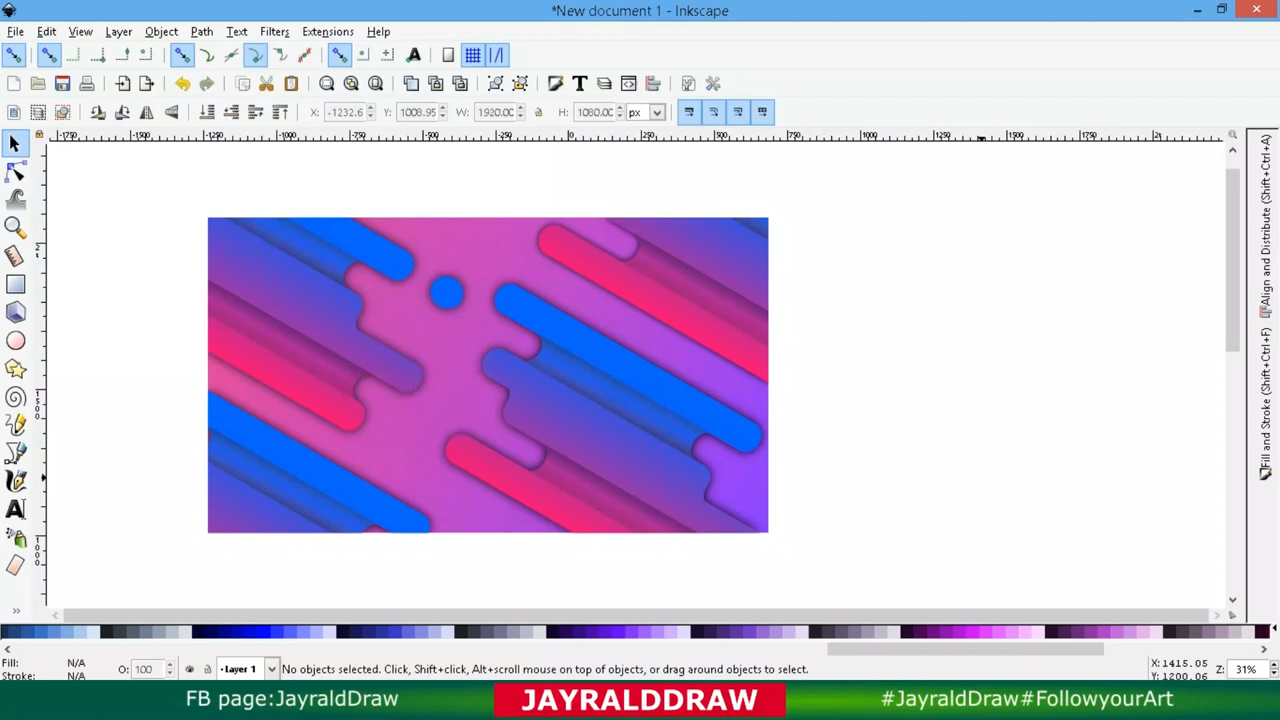 *New document 1 - Inkscape
File Edit View Layer Object Path Text Filters Extensions Help
X: -1232.6 Y: 1008.95 W: 1920.00 H: 1080.00 px
Align and Distribute (Shift+Ctrl+A)
Fill and Stroke (Shift+Ctrl+F)
Fill: N/A
Stroke: N/A
O: 100
Layer 1
No objects selected. Click, Shift+click, Alt+scroll mouse on top of objects, or drag around objects to select.
X: 1415.05
Y: 1200.06
Z: 31%
FB page:JayraldDraw
JAYRALDDRAW
#JayraldDraw#FollowyourArt